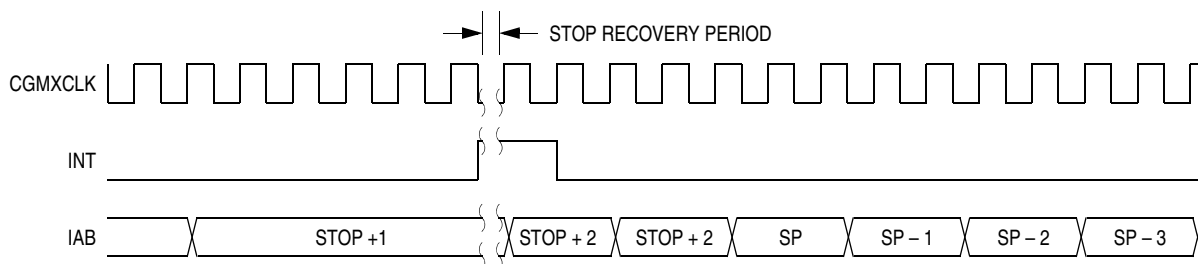 STOP RECOVERY PERIOD
CGMXCLK
INT
IAB
STOP +1
STOP + 2
STOP + 2
SP
SP – 1
SP – 2
SP – 3